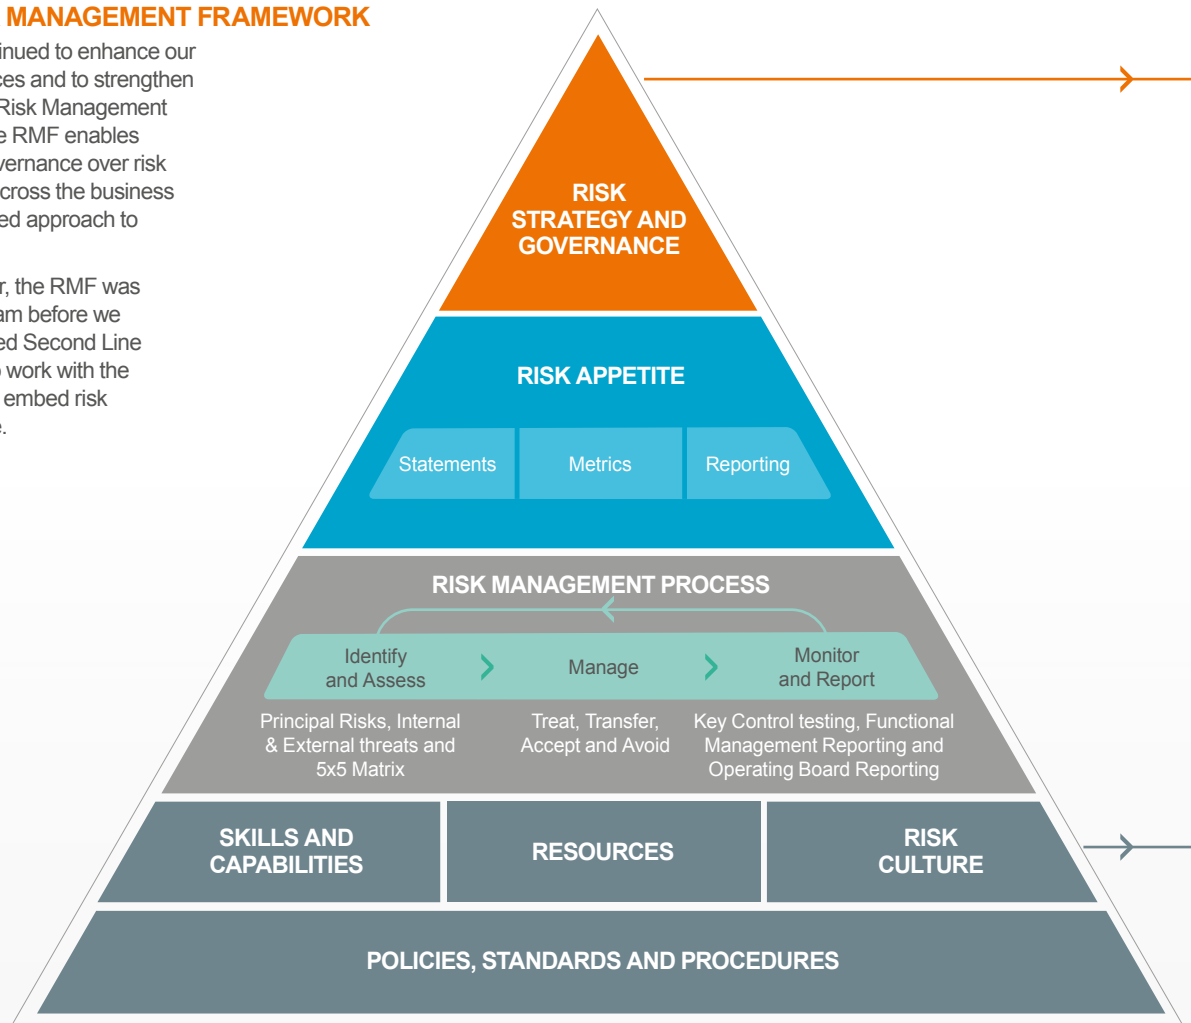 MANAGEMENT FRAMEWORK
inued to enhance our
ces and to strengthen
Risk Management
e RMF enables
vernance over risk
cross the business
ed approach to
r, the RMF was
am before we
ed Second Line
o work with the
embed risk
e.
RISK
STRATEGY AND
GOVERNANCE
RISK APPETITE
Statements
Metrics
Reporting
RISK MANAGEMENT PROCESS
Identify
and Assess
Manage
Monitor
and Report
Principal Risks, Internal
& External threats and
5x5 Matrix
Treat, Transfer,
Accept and Avoid
Key Control testing, Functional
Management Reporting and
Operating Board Reporting
SKILLS AND
CAPABILITIES
RESOURCES
RISK
CULTURE
POLICIES, STANDARDS AND PROCEDURES